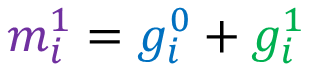 m_i^1 = g_i^0 + g_i^1